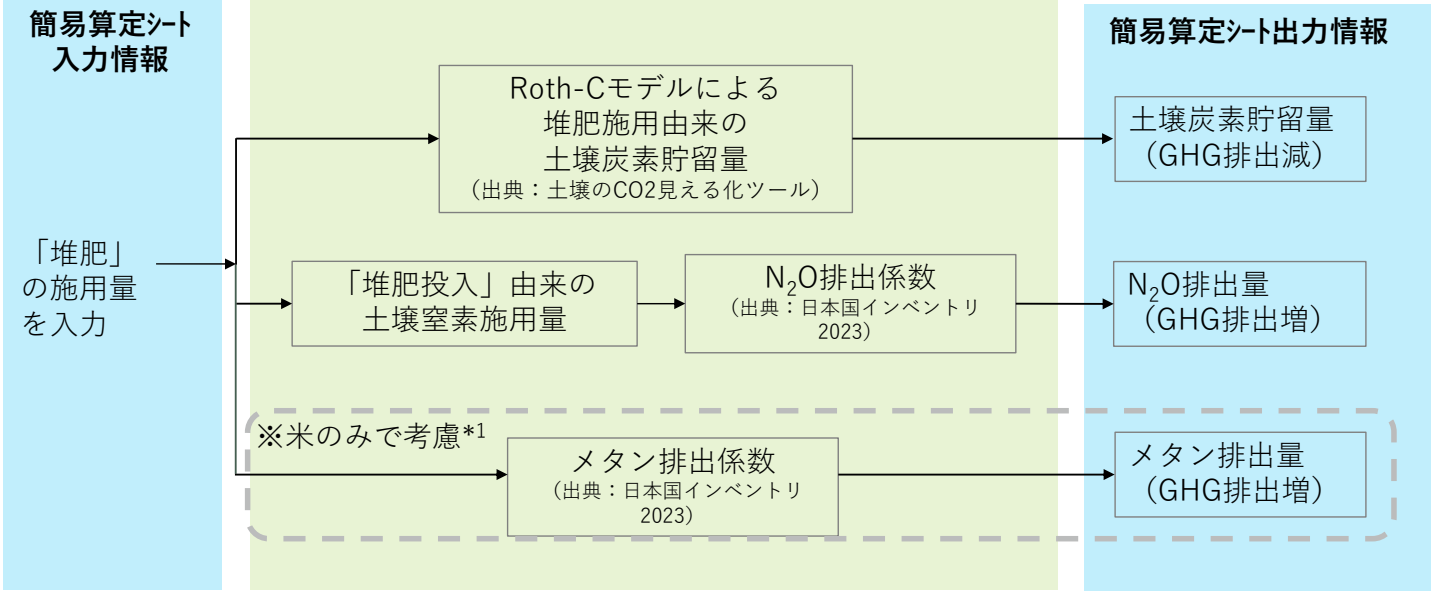 簡易算定シート
入力情報
簡易算定シート出力情報
Roth-Cモデルによる
堆肥施用由来の
土壌炭素貯留量
（出典：土壌のCO2見える化ツール）
土壌炭素貯留量
（GHG排出減）
「堆肥」
の施用量
を入力
「堆肥投入」由来の
土壌窒素施用量
N₂O排出係数
（出典：日本国インベントリ
2023）
N₂O排出量
（GHG排出増）
※米のみで考慮*1
メタン排出係数
（出典：日本国インベントリ
2023）
メタン排出量
（GHG排出増）